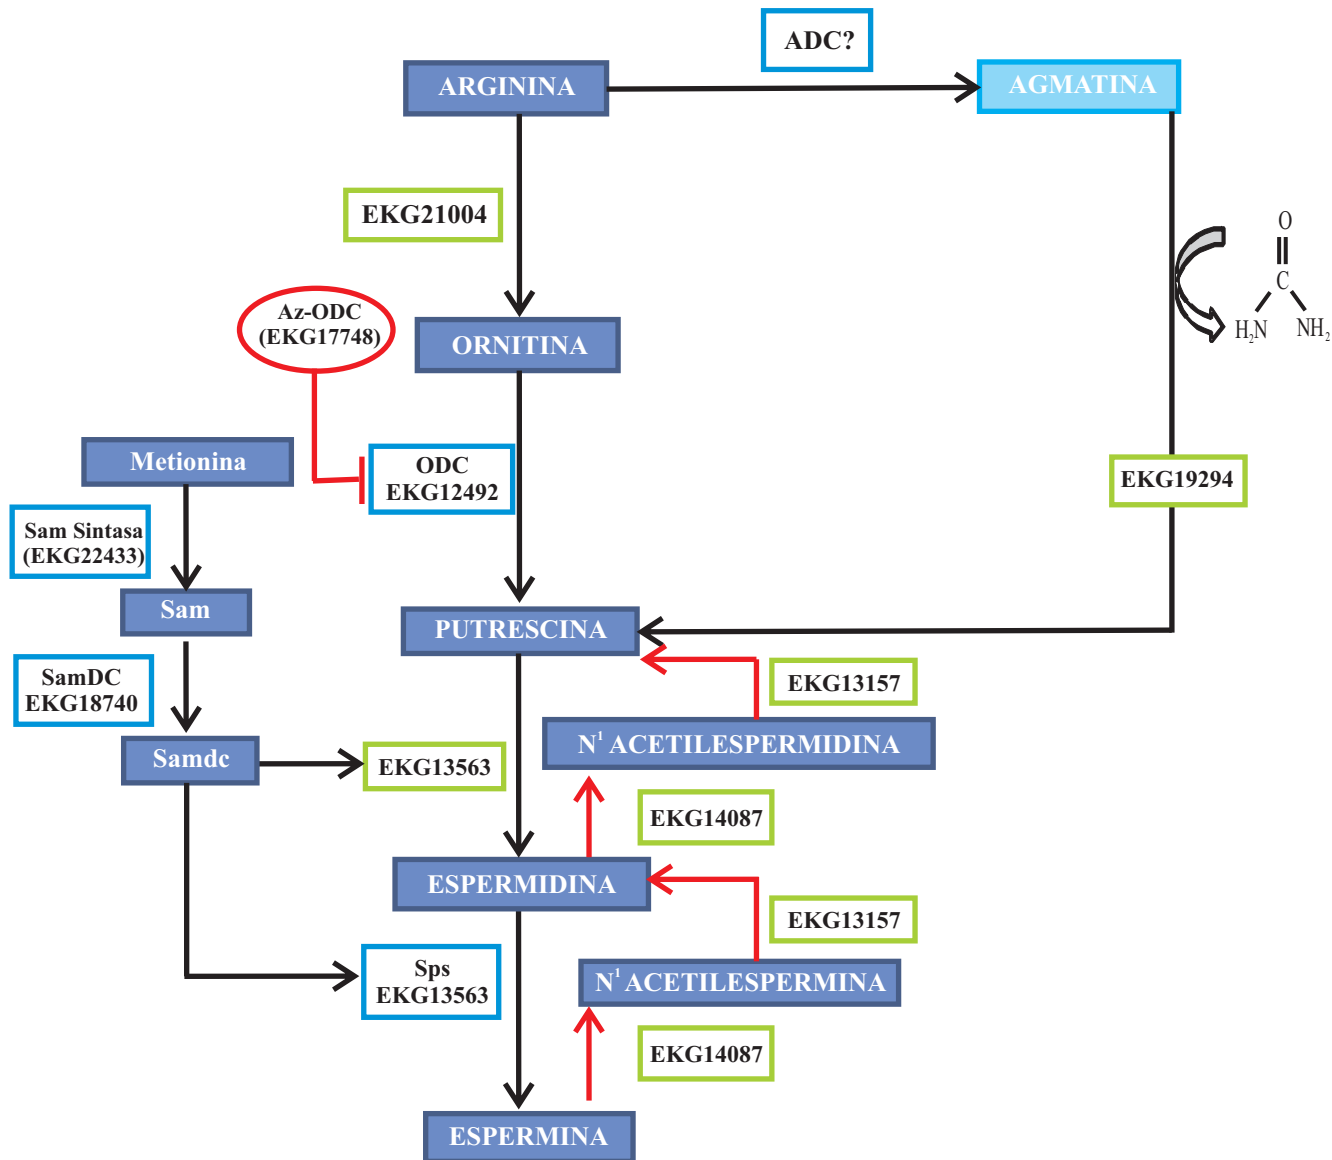 ADC?
ARGININA
AGMATINA
EKG21004
O
C
H₂N
NH₂
Az-ODC
(EKG17748)
ORNITINA
Metionina
ODC
EKG12492
EKG19294
Sam Sintasa
(EKG22433)
Sam
PUTRESCINA
SamDC
EKG18740
EKG13157
N¹ ACETILESPERMIDINA
Samdc
EKG13563
EKG14087
ESPERMIDINA
EKG13157
Sps
EKG13563
N¹ ACETILESPERMINA
EKG14087
ESPERMINA